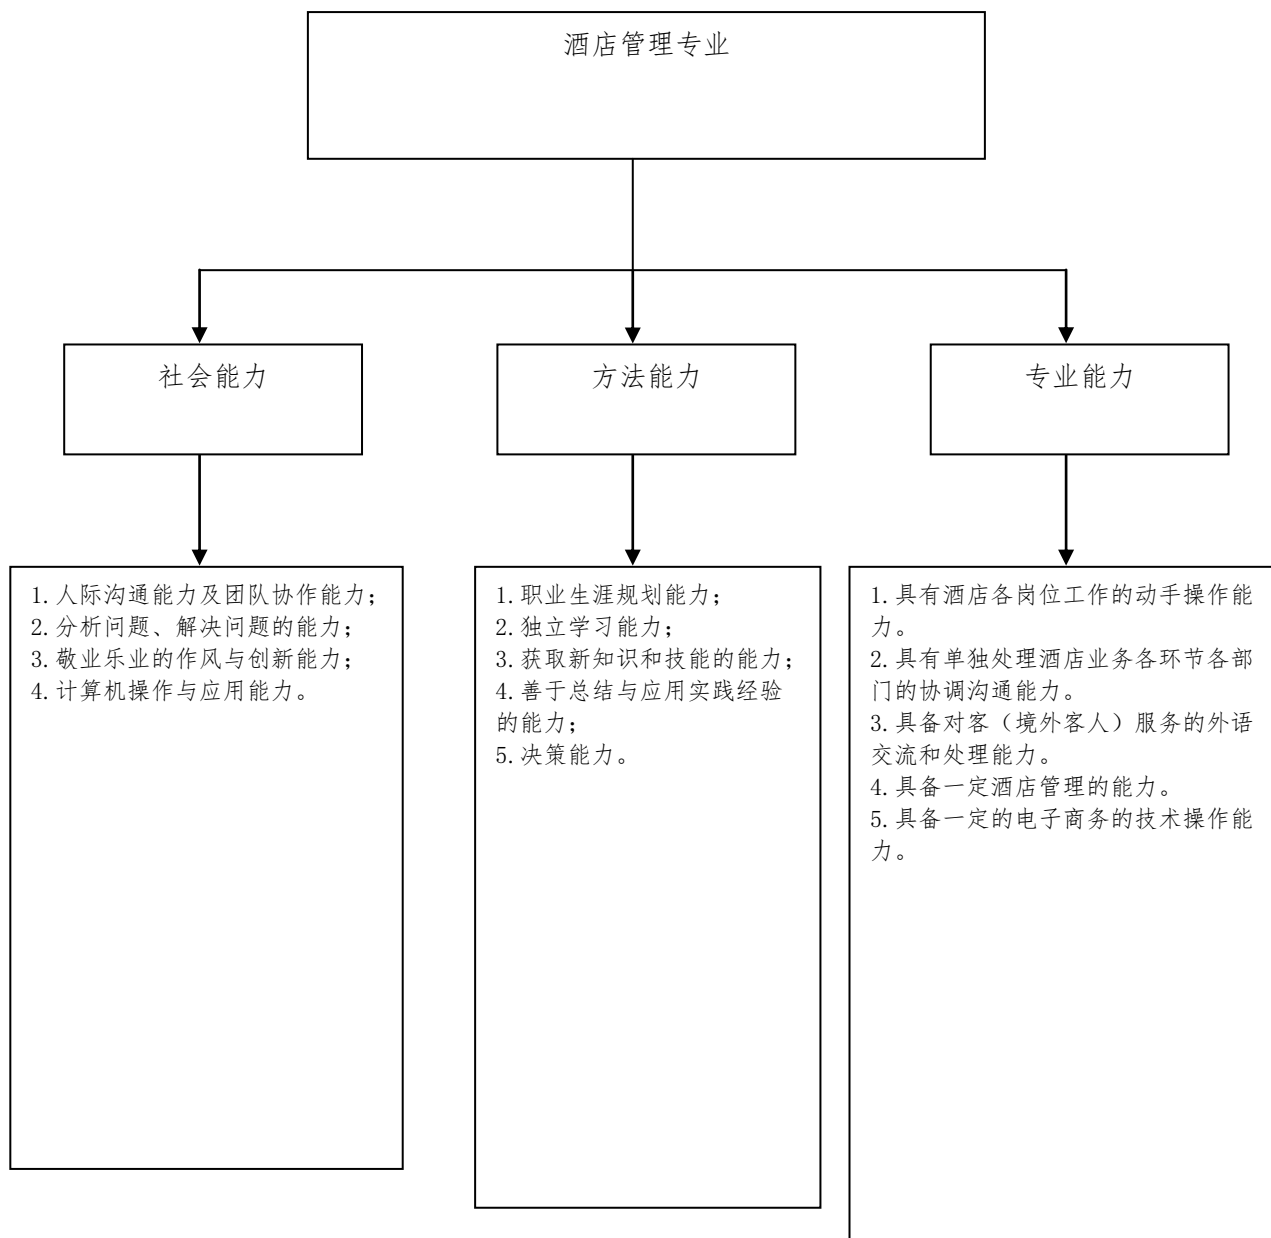 酒店管理专业
社会能力
方法能力
专业能力
1.人际沟通能力及团队协作能力；
2.分析问题、解决问题的能力；
3.敬业乐业的作风与创新能力；
4.计算机操作与应用能力。
1.职业生涯规划能力；
2.独立学习能力；
3.获取新知识和技能的能力；
4.善于总结与应用实践经验
的能力；
5.决策能力。
1.具有酒店各岗位工作的动手操作能
力。
2.具有单独处理酒店业务各环节各部
门的协调沟通能力。
3.具备对客（境外客人）服务的外语
交流和处理能力。
4.具备一定酒店管理的能力。
5.具备一定的电子商务的技术操作能
力。